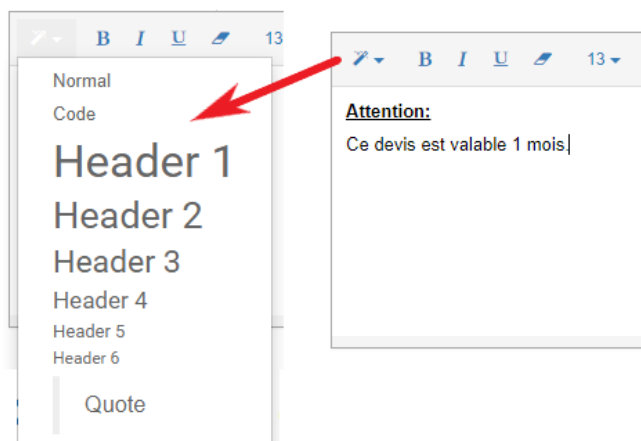 B I U 13
Normal
Code
Header 1
Header 2
Header 3
Header 4
Header 5
Header 6
Quote
B I U 13
Attention:
Ce devis est valable 1 mois.